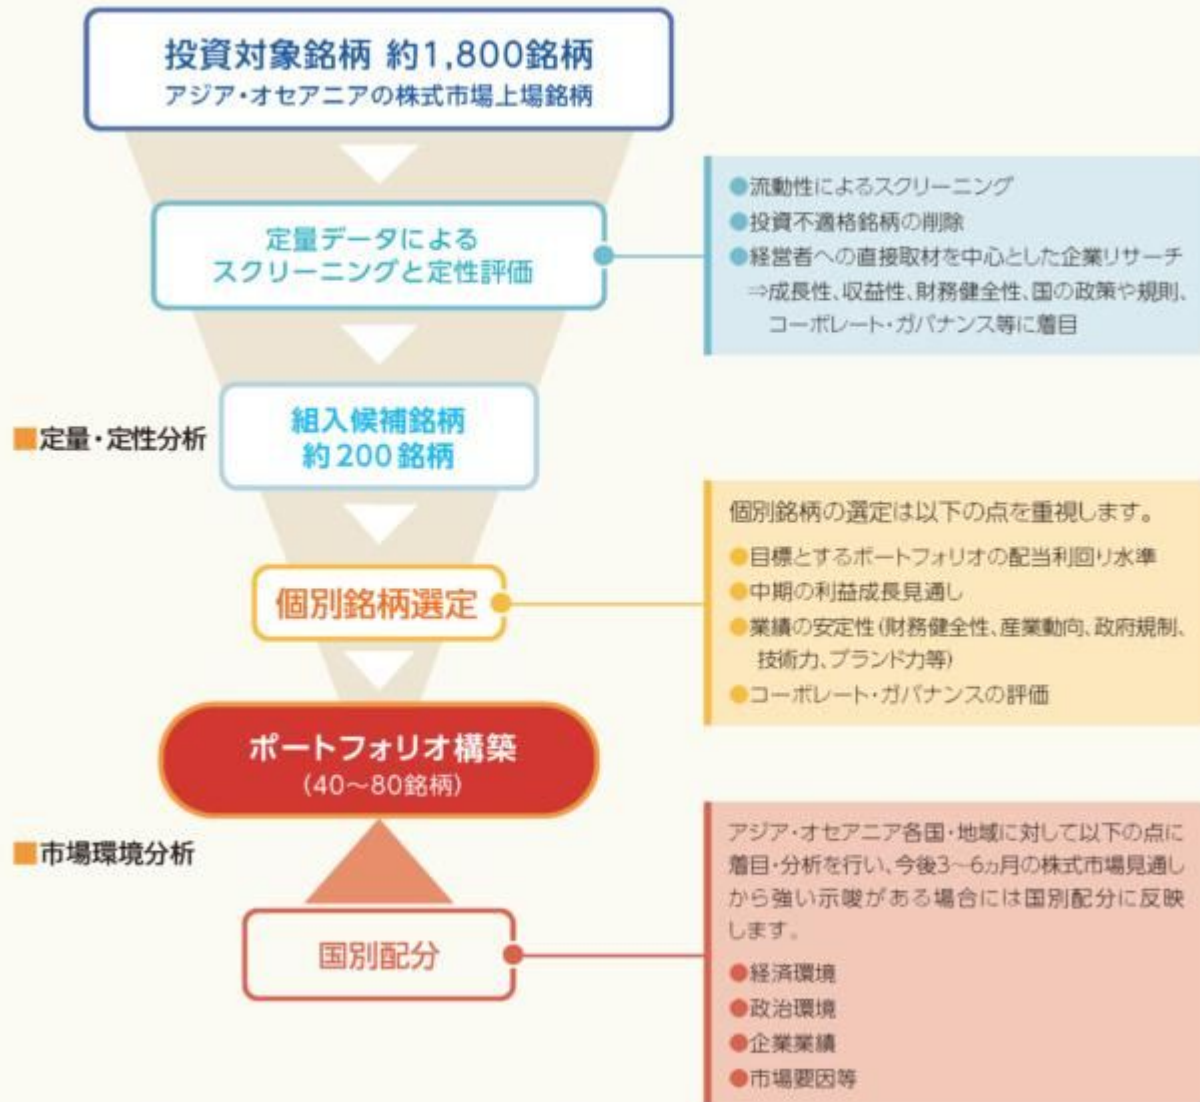 投資対象銘柄 約1,800銘柄
アジア・オセアニアの株式市場上場銘柄
定量データによる
スクリーニングと定性評価
●流動性によるスクリーニング
●投資不適格銘柄の削除
●経営者への直接取材を中心とした企業リサーチ
⇒成長性、収益性、財務健全性、国の政策や規則、
コーポレート・ガバナンス等に着目
■定量・定性分析
組入候補銘柄
約200銘柄
個別銘柄選定
個別銘柄の選定は以下の点を重視します。
●目標とするポートフォリオの配当利回り水準
●中期の利益成長見通し
●業績の安定性(財務健全性、産業動向、政府規制、
技術力、ブランド力等)
●コーポレート・ガバナンスの評価
ポートフォリオ構築
(40～80銘柄)
■市場環境分析
国別配分
アジア・オセアニア各国・地域に対して以下の点に
着目・分析を行い、今後3～6ヵ月の株式市場見通し
から強い示唆がある場合には国別配分に反映
します。
●経済環境
●政治環境
●企業業績
●市場要因等